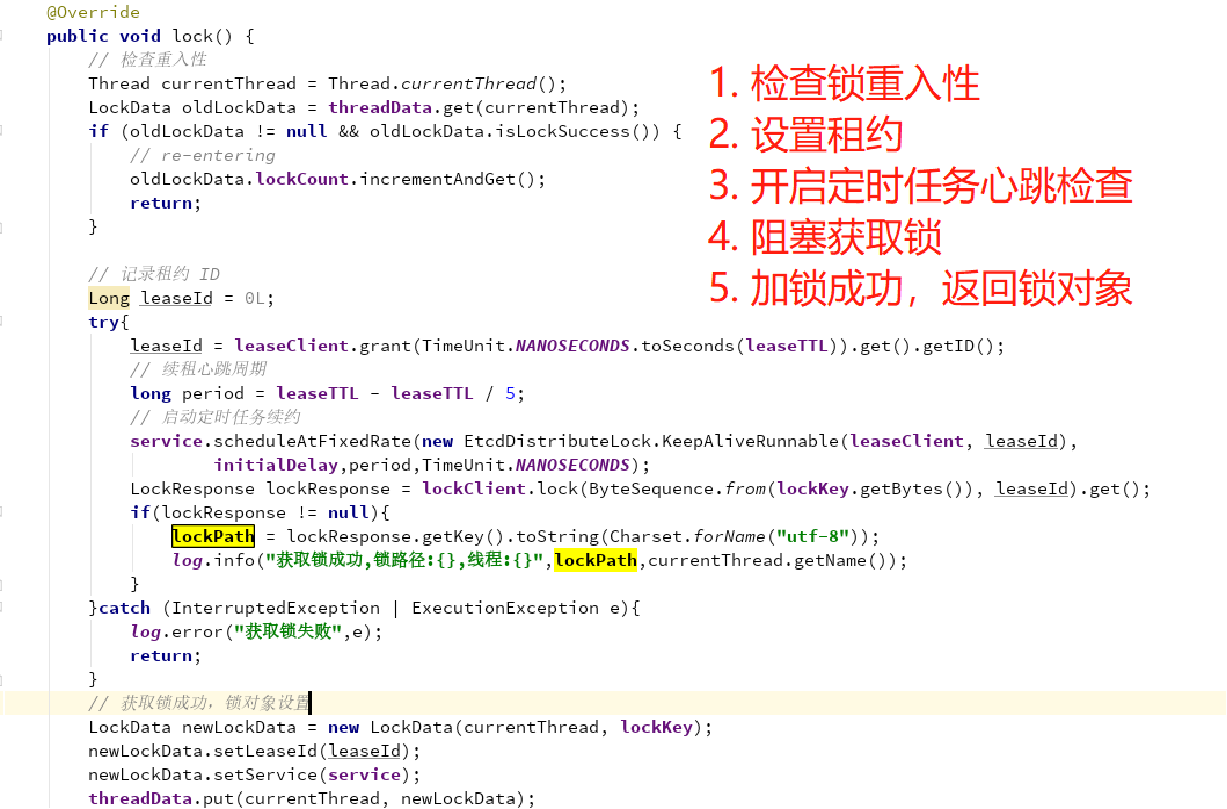 @Override
public void lock() {
// 检查重入性
Thread currentThread = Thread.currentThread();
LockData oldLockData = threadData.get(currentThread);
if (oldLockData != null && oldLockData.isLockSuccess()) {
// re-entering
oldLockData.lockCount.incrementAndGet();
return;
}
// 记录租约 ID
Long leaseId = 0L;
try{
leaseId = leaseClient.grant(TimeUnit.NANOSECONDS.toSeconds(leaseTTL)).get().getID();
// 续租心跳周期
long period = leaseTTL - leaseTTL / 5;
// 启动定时任务续约
service.scheduleAtFixedRate(new EtcdDistributeLock.KeepAliveRunnable(leaseClient, leaseId),
initialDelay,period,TimeUnit.NANOSECONDS);
LockResponse lockResponse = lockClient.lock(ByteSequence.from(lockKey.getBytes()), leaseId).get();
if(lockResponse != null){
lockPath = lockResponse.getKey().toString(Charset.forName("utf-8"));
log.info("获取锁成功,锁路径:{},线程:{}",lockPath,currentThread.getName());
}
}catch (InterruptedException | ExecutionException e){
log.error("获取锁失败",e);
return;
}
// 获取锁成功，锁对象设置
LockData newLockData = new LockData(currentThread, lockKey);
newLockData.setLeaseId(leaseId);
newLockData.setService(service);
threadData.put(currentThread, newLockData);
1. 检查锁重入性
2. 设置租约
3. 开启定时任务心跳检查
4. 阻塞获取锁
5. 加锁成功，返回锁对象